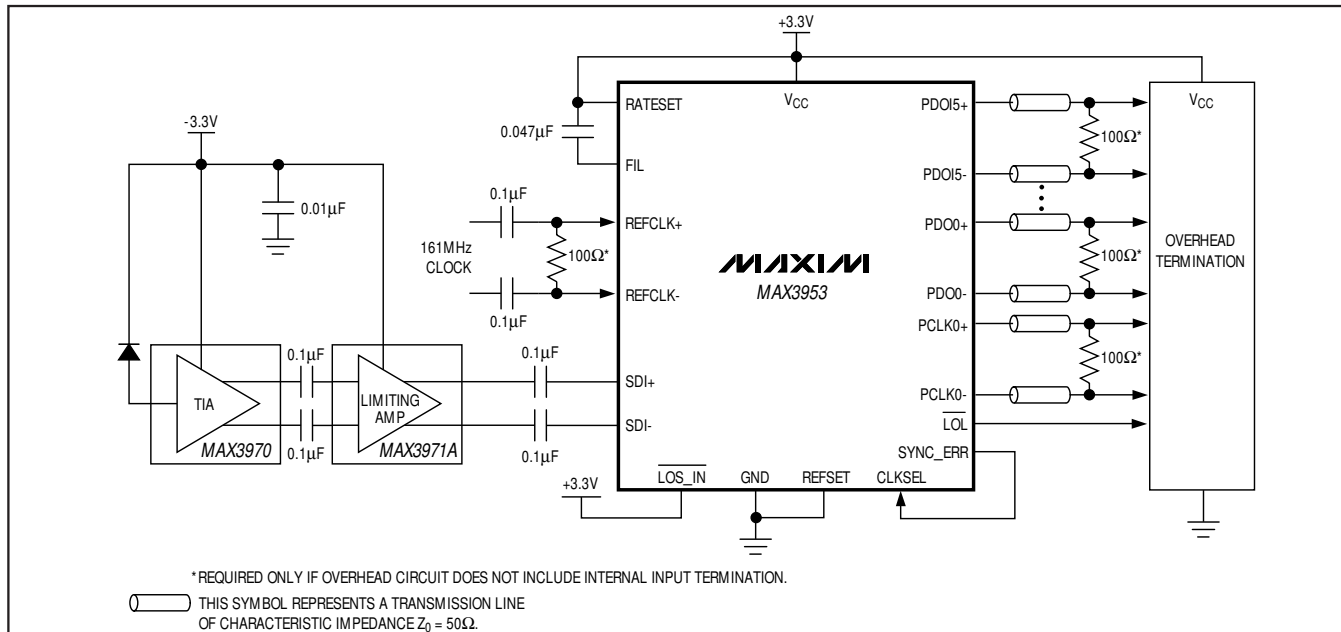 +3.3V
-3.3V
0.01µF
0.047µF
0.1µF
161MHz
CLOCK
0.1µF
100Ω*
RATESET
FIL
REFCLK+
REFCLK-
SDI+
SDI-
VCC
MAXIM
MAX3953
LOS_IN
GND
REFSET
CLKSEL
PDOI5+
PDOI5-
PDO0+
PDO0-
PCLK0+
PCLK0-
LOL
SYNC_ERR
100Ω*
100Ω*
100Ω*
VCC
OVERHEAD
TERMINATION
TIA
MAX3970
0.1µF
0.1µF
LIMITING
AMP
MAX3971A
0.1µF
0.1µF
+3.3V
*REQUIRED ONLY IF OVERHEAD CIRCUIT DOES NOT INCLUDE INTERNAL INPUT TERMINATION.
THIS SYMBOL REPRESENTS A TRANSMISSION LINE
OF CHARACTERISTIC IMPEDANCE Z0 = 50Ω.